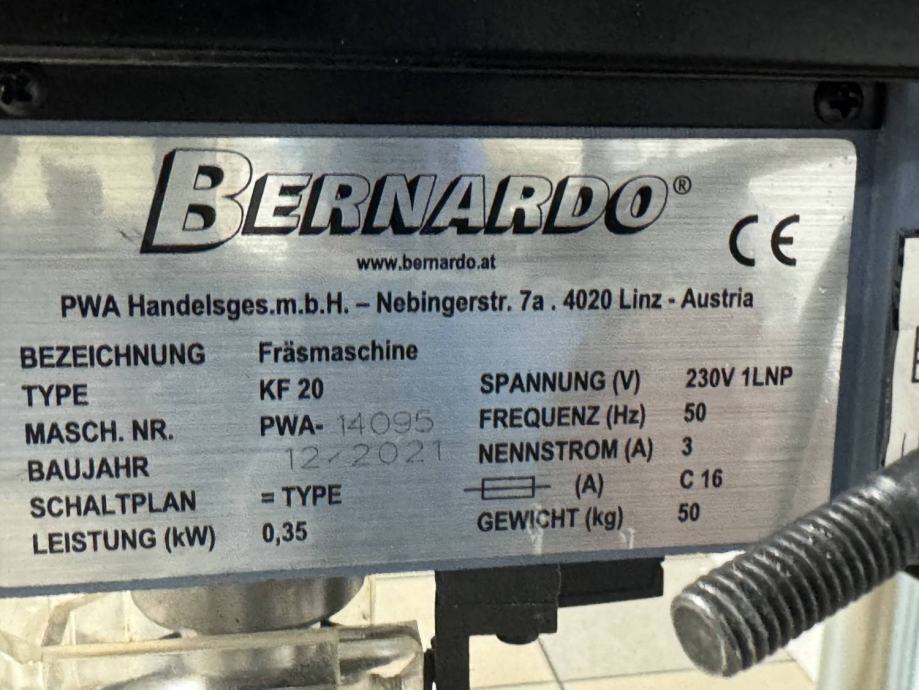 BERNARDO®
CE
www.bernardo.at
PWA Handelsges.m.b.H. – Nebingerstr. 7a . 4020 Linz - Austria
BEZEICHNUNG Fräsmaschine
TYPE KF 20
MASCH. NR. PWA- 14095
BAUJAHR 12/2021
SCHALTPLAN = TYPE
LEISTUNG (kW) 0,35
SPANNUNG (V) 230V 1LNP
FREQUENZ (Hz) 50
NENNSTROM (A) 3
(A) C 16
GEWICHT (kg) 50